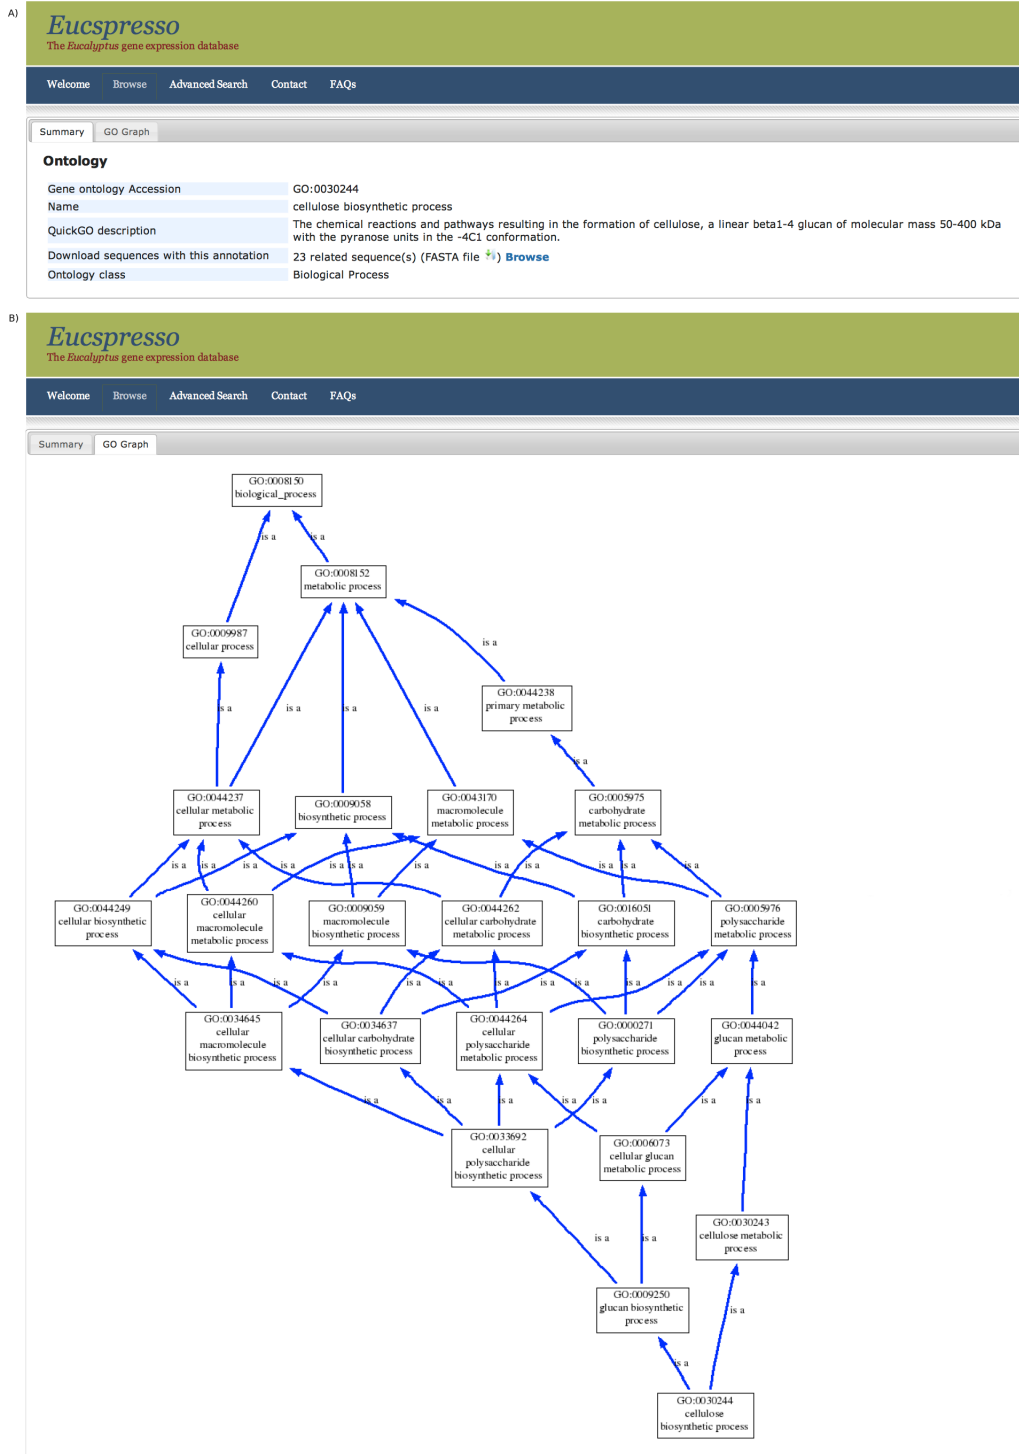 A)
Eucspresso
The Eucalyptus gene expression database
Welcome Browse Advanced Search Contact FAQs
Summary GO Graph
Ontology
Gene ontology Accession GO:0030244
Name cellulose biosynthetic process
QuickGO description The chemical reactions and pathways resulting in the formation of cellulose, a linear beta1-4 glucan of molecular mass 50-400 kDa
with the pyranose units in the -4C1 conformation.
Download sequences with this annotation 23 related sequence(s) (FASTA file ) Browse
Ontology class Biological Process
B)
Eucspresso
The Eucalyptus gene expression database
Welcome Browse Advanced Search Contact FAQs
Summary GO Graph
GO:0008150
biological_process
is a is a
GO:0008152
metabolic process
GO:0009987
cellular process
is a
GO:0044238
primary metabolic
process
is a is a is a is a
is a
GO:0044237
cellular metabolic
process
GO:0009058
biosynthetic process
GO:0043170
macromolecule
metabolic process
GO:0005975
carbohydrate
metabolic process
is a is a is a is a is a is a is a is a is a is a
GO:0044249
cellular biosynthetic
process
GO:0044260
cellular
macromolecule
metabolic process
GO:0009059
macromolecule
biosynthetic process
GO:0044262
cellular carbohydrate
metabolic process
GO:0016051
carbohydrate
biosynthetic process
GO:0005976
polysaccharide
metabolic process
is a is a is a is a is a is a is a is a is a is a is a is a
GO:0034645
cellular
macromolecule
biosynthetic process
GO:0034637
cellular carbohydrate
biosynthetic process
GO:0044264
cellular
polysaccharide
metabolic process
GO:0000271
polysaccharide
biosynthetic process
GO:0044042
glucan metabolic
process
is a is a is a is a is a is a is a
GO:0033692
cellular
polysaccharide
biosynthetic process
GO:0006073
cellular glucan
metabolic process
GO:0030243
cellulose metabolic
process
is a is a
GO:0009250
glucan biosynthetic
process
is a
is a
GO:0030244
cellulose
biosynthetic process